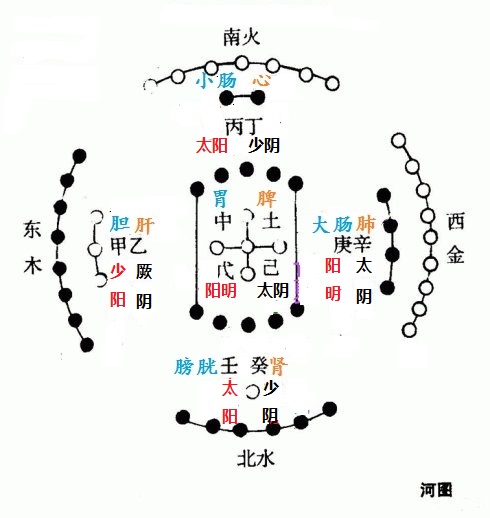 南火
小肠 心
丙丁
太阳 少阴
胃 脾
中 土
戊 己
阳明 太阴
东木
胆肝
甲乙
少阳 厥阴
大肠肺
庚辛
阳明 太阴
西金
膀胱壬 癸肾
太阳 少阴
北水
河图